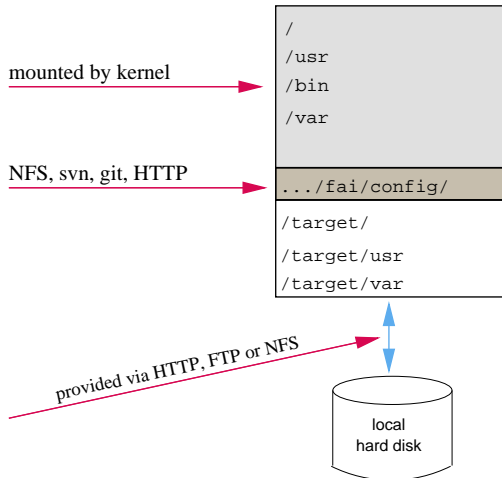 /
/usr
mounted by kernel
/bin
/var
NFS, svn, git, HTTP
.../fai/config/
/target/
/target/usr
/target/var
provided via HTTP, FTP or NFS
local
hard disk